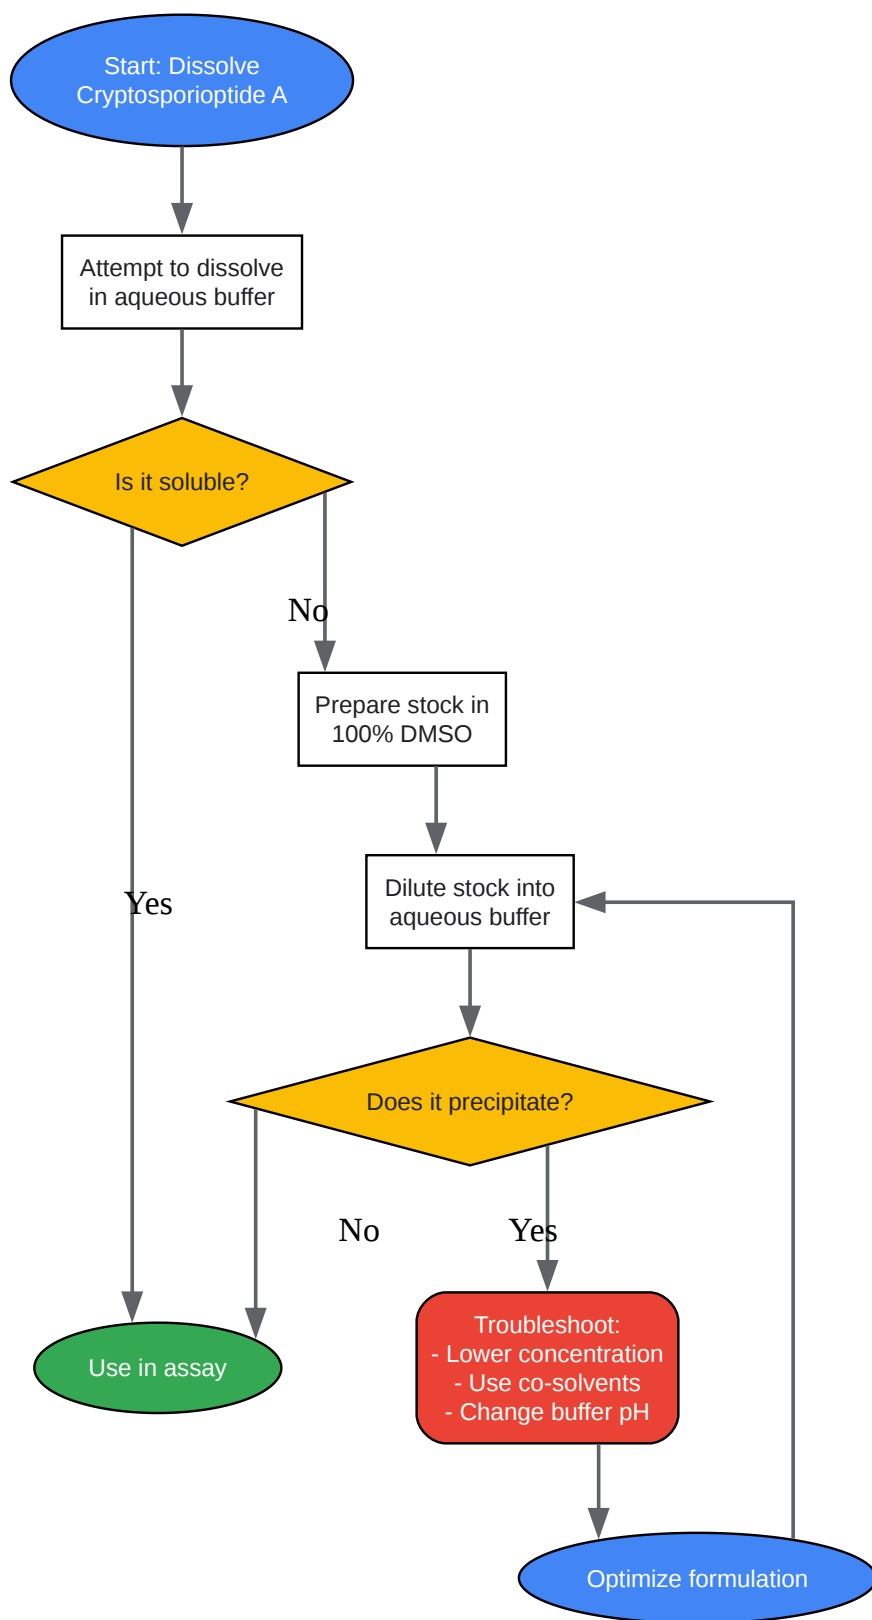 Start: Dissolve
Cryptosporioptide A
Attempt to dissolve
in aqueous buffer
Is it soluble?
No
Prepare stock in
100% DMSO
Yes
Dilute stock into
aqueous buffer
Does it precipitate?
No
Yes
Troubleshoot:
- Lower concentration
- Use co-solvents
- Change buffer pH
Use in assay
Optimize formulation